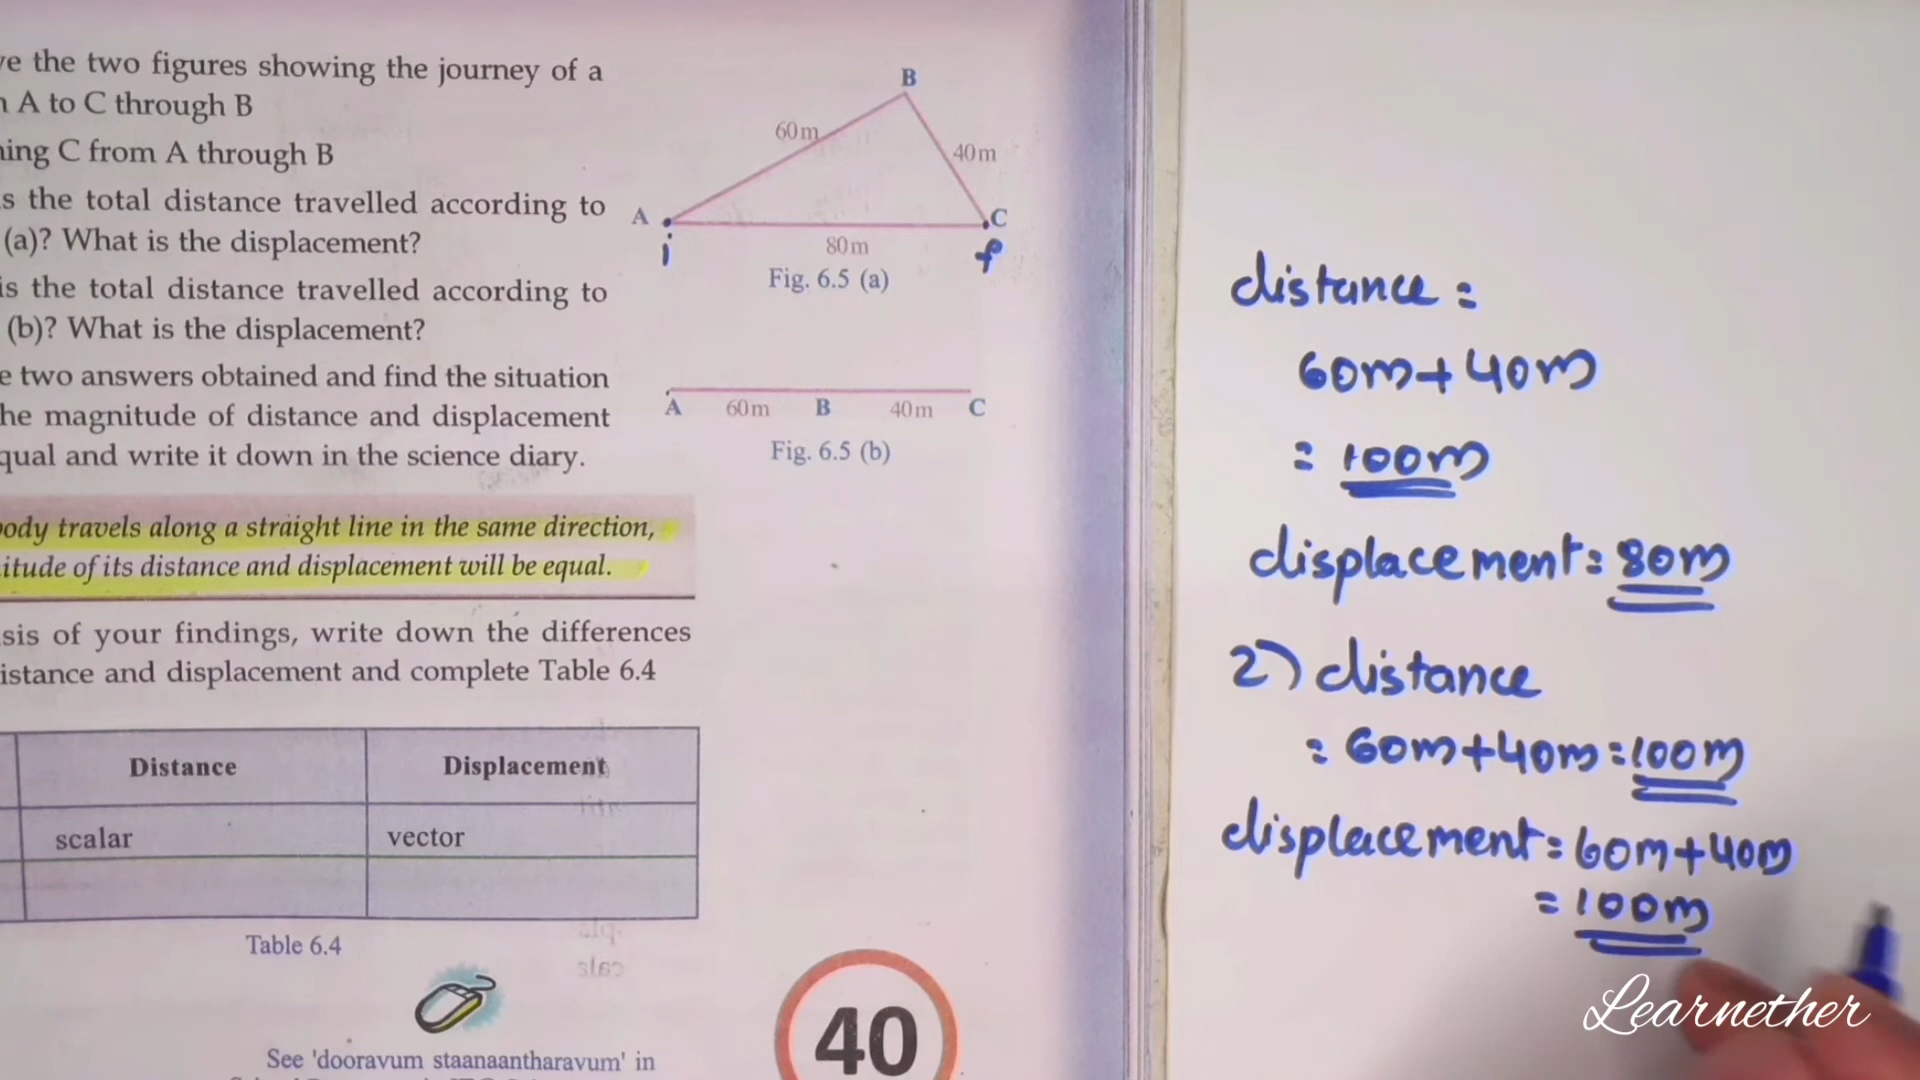 ve the two figures showing the journey of a
A to C through B
ning C from A through B
s the total distance travelled according to
(a)? What is the displacement?
is the total distance travelled according to
(b)? What is the displacement?
e two answers obtained and find the situation
he magnitude of distance and displacement
qual and write it down in the science diary.
body travels along a straight line in the same direction,
itude of its distance and displacement will be equal.
sis of your findings, write down the differences
istance and displacement and complete Table 6.4
Distance Displacement
scalar vector
Table 6.4
See 'dooravum staanaantharavum' in
B
60m
40m
A C
i 80m f
Fig. 6.5 (a)
A 60m B 40m C
Fig. 6.5 (b)
40
distance =
60m + 40m
= 100m
displacement = 80m
2) distance
= 60m + 40m = 100m
displacement = 60m + 40m
= 100m
Learnether